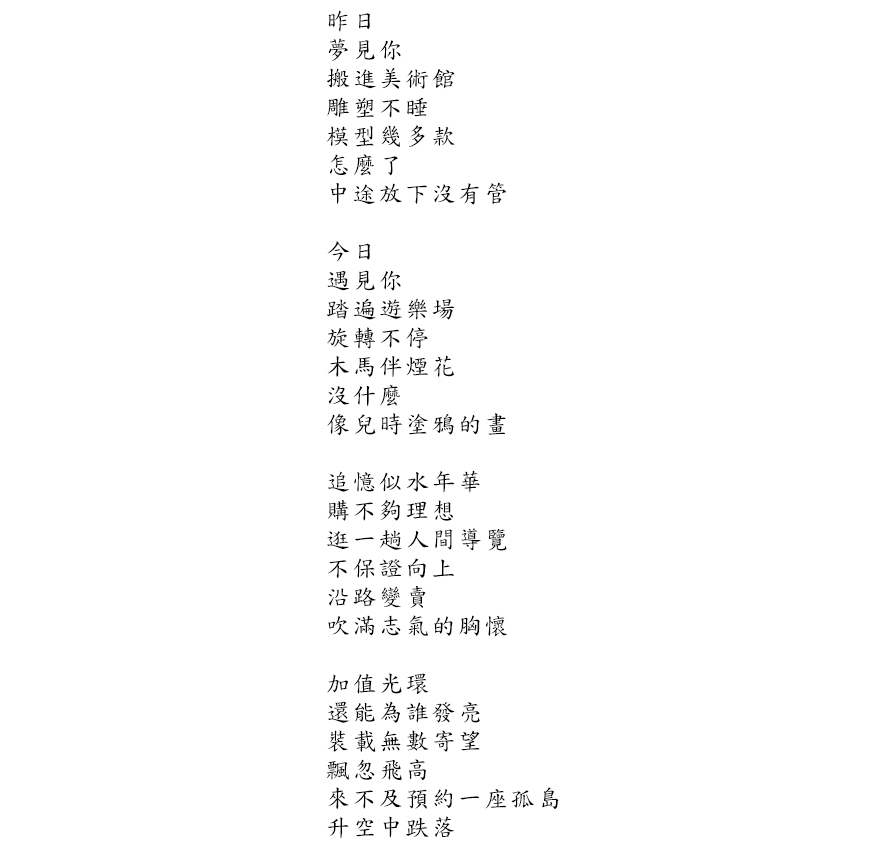 昨日
夢見你
搬進美術館
雕塑不睡
模型幾多款
怎麼了
中途放下沒有管
今日
遇見你
踏遍遊樂場
旋轉不停
木馬伴煙花
沒什麼
像兒時塗鴉的畫
追憶似水年華
購不夠理想
逛一趟人間導覽
不保證向上
沿路變賣
吹滿志氣的胸懷
加值光環
還能為誰發亮
裝載無數寄望
飄忽飛高
來不及預約一座孤島
升空中跌落